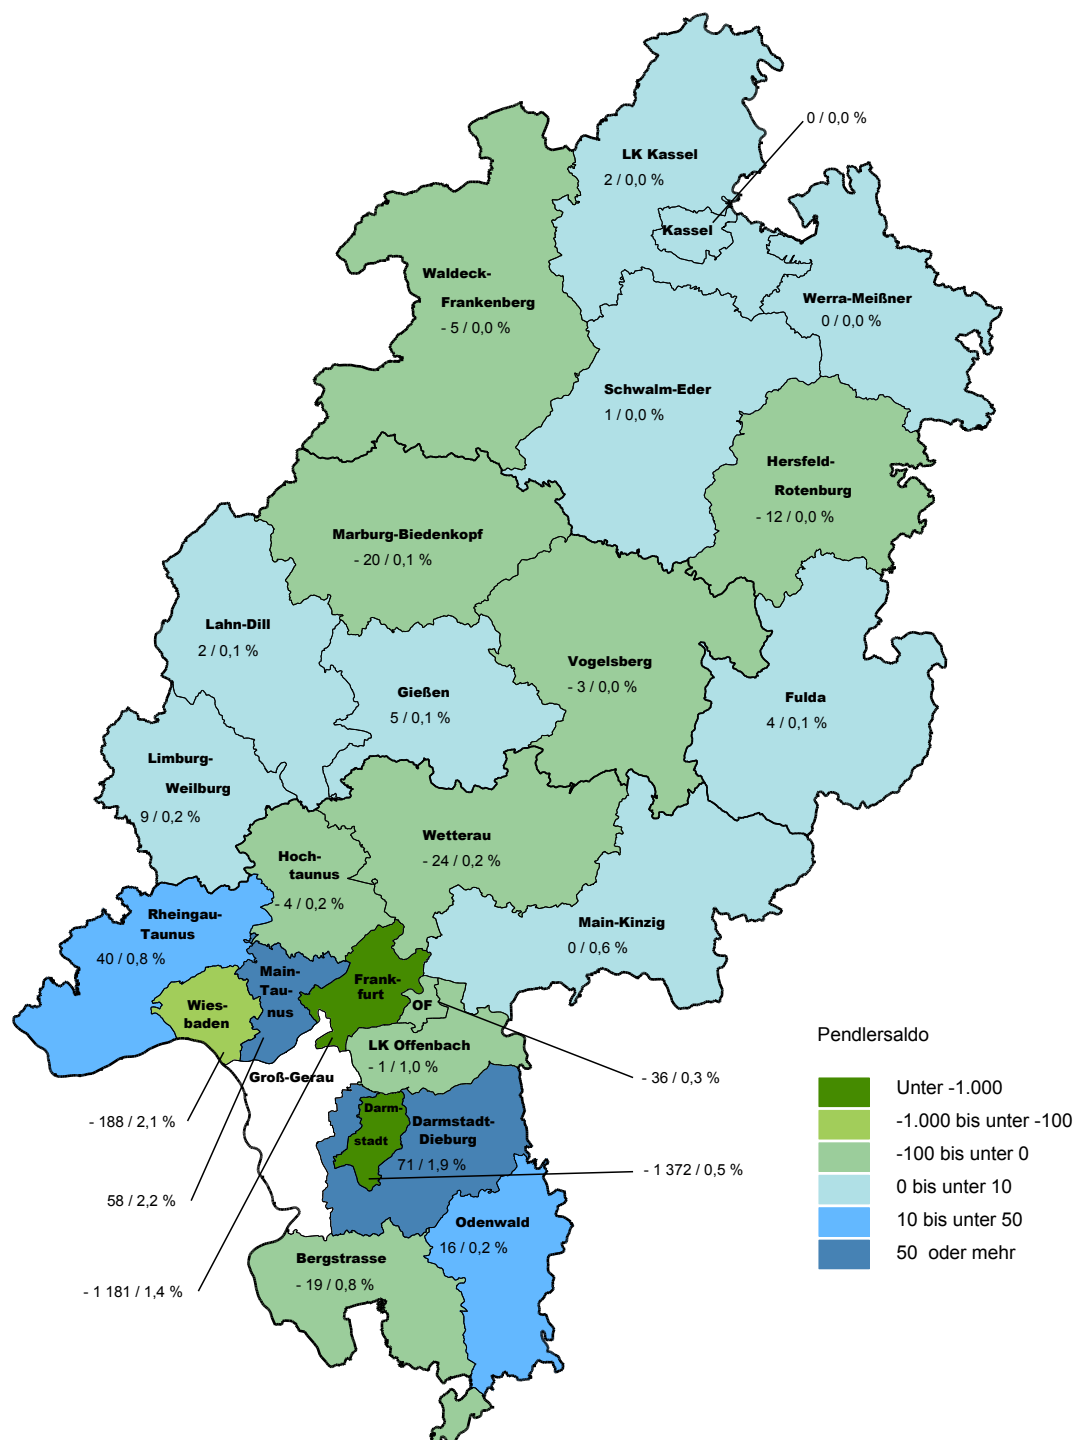 0 / 0,0 %
LK Kassel
2 / 0,0 %
Kassel
Waldeck-
Frankenberg
- 5 / 0,0 %
Werra-Meißner
0 / 0,0 %
Schwalm-Eder
1 / 0,0 %
Hersfeld-
Rotenburg
- 12 / 0,0 %
Marburg-Biedenkopf
- 20 / 0,1 %
Lahn-Dill
2 / 0,1 %
Vogelsberg
- 3 / 0,0 %
Gießen
5 / 0,1 %
Fulda
4 / 0,1 %
Limburg-
Weilburg
9 / 0,2 %
Wetterau
- 24 / 0,2 %
Hoch-
taunus
- 4 / 0,2 %
Rheingau-
Taunus
40 / 0,8 %
Main-Kinzig
0 / 0,6 %
Main-
Tau-
nus
Frank-
furt
Wies-
baden
OF
LK Offenbach
- 1 / 1,0 %
Groß-Gerau
- 36 / 0,3 %
Darm-
stadt
Darmstadt-
Dieburg
71 / 1,9 %
- 188 / 2,1 %
- 1 372 / 0,5 %
58 / 2,2 %
Odenwald
16 / 0,2 %
Bergstrasse
- 19 / 0,8 %
- 1 181 / 1,4 %
Pendlersaldo
Unter -1.000
-1.000 bis unter -100
-100 bis unter 0
0 bis unter 10
10 bis unter 50
50 oder mehr